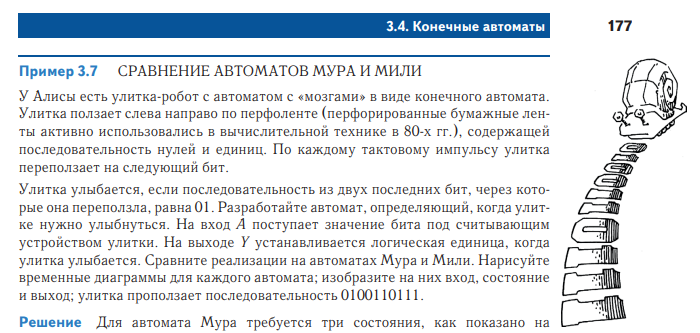 3.4. Конечные автоматы 177
Пример 3.7 СРАВНЕНИЕ АВТОМАТОВ МУРА И МИЛИ
У Алисы есть улитка-робот с автоматом с «мозгами» в виде конечного автомата.
Улитка ползает слева направо по перфоленте (перфорированные бумажные лен-
ты активно использовались в вычислительной технике в 80-х гг.), содержащей
последовательность нулей и единиц. По каждому тактовому импульсу улитка
переползает на следующий бит.
Улитка улыбается, если последовательность из двух последних бит, через кото-
рые она переползла, равна 01. Разработайте автомат, определяющий, когда улит-
ке нужно улыбнуться. На вход A поступает значение бита под считывающим
устройством улитки. На выходе Y устанавливается логическая единица, когда
улитка улыбается. Сравните реализации на автоматах Мура и Мили. Нарисуйте
временные диаграммы для каждого автомата; изобразите на них вход, состояние
и выход; улитка проползает последовательность 0100110111.
Решение Для автомата Мура требуется три состояния, как показано на